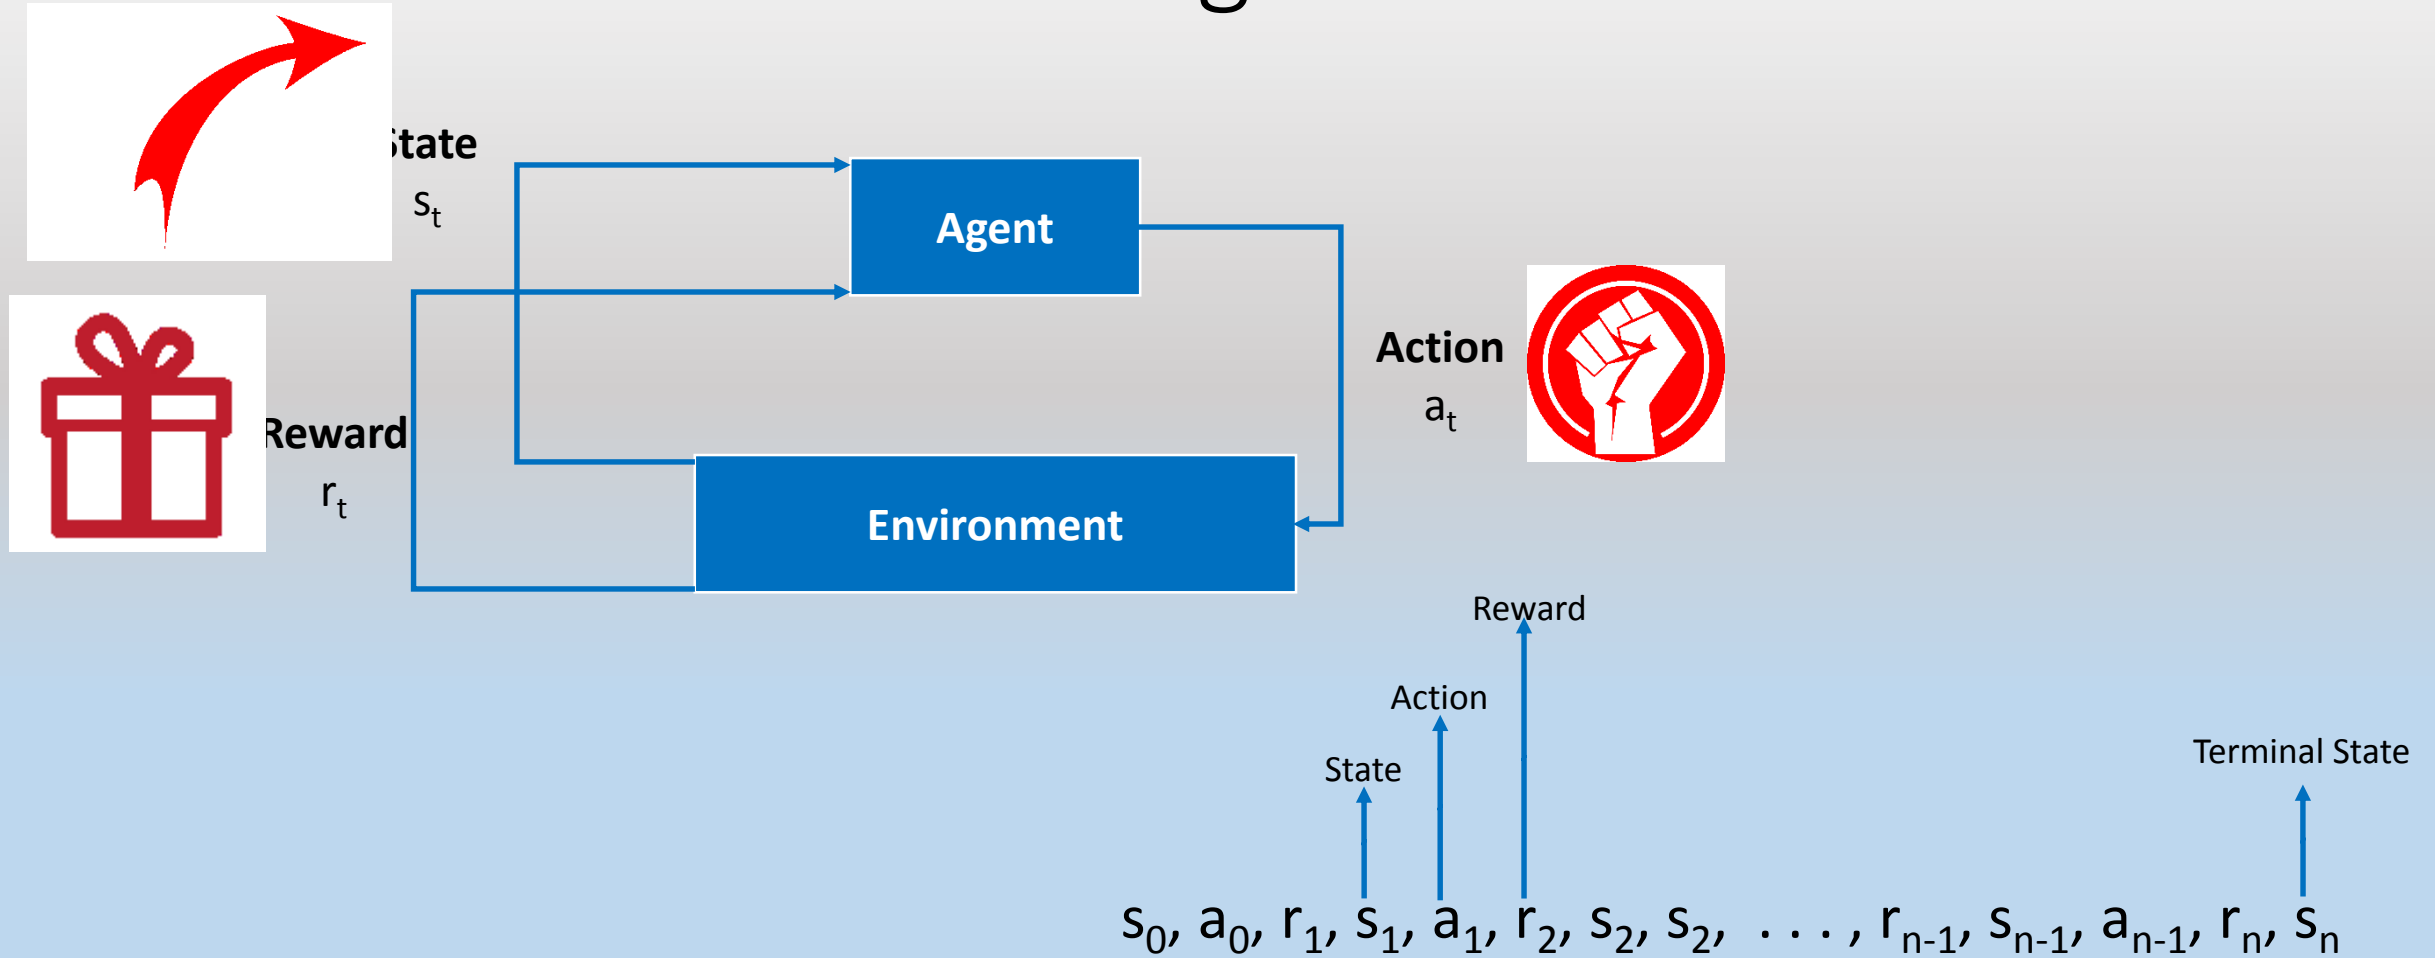 State
s_t
Agent
Action
a_t
Reward
r_t
Environment
Reward
Action
State
Terminal State
s_0, a_0, r_1, s_1, a_1, r_2, s_2, s_2, . . . , r_n-1, s_n-1, a_n-1, r_n, s_n